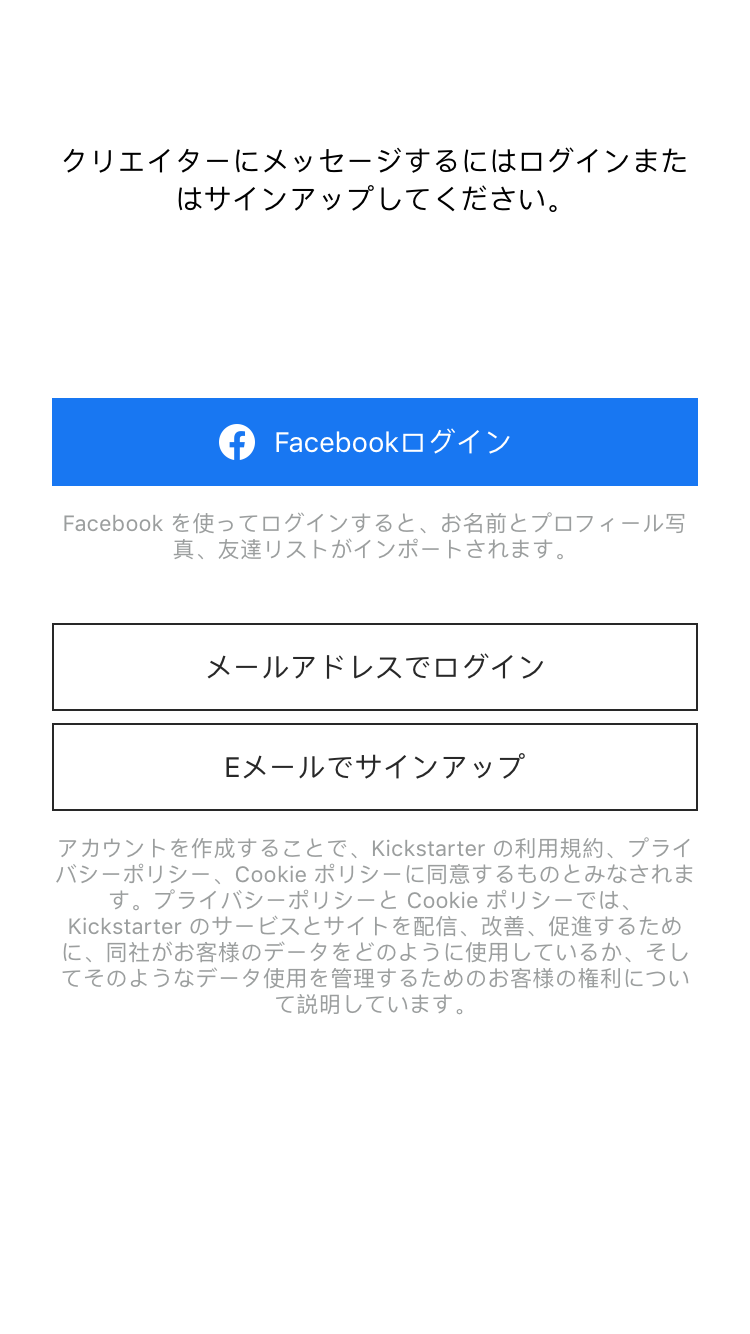 クリエイターにメッセージするにはログインまた
はサインアップしてください。
Facebookログイン
Facebook を使ってログインすると、お名前とプロフィール写
真、友達リストがインポートされます。
メールアドレスでログイン
Eメールでサインアップ
アカウントを作成することで、Kickstarter の利用規約、プライ
バシーポリシー、Cookie ポリシーに同意するものとみなされま
す。プライバシーポリシーと Cookie ポリシーでは、
Kickstarter のサービスとサイトを配信、改善、促進するため
に、同社がお客様のデータをどのように使用しているか、そし
てそのようなデータ使用を管理するためのお客様の権利につい
て説明しています。